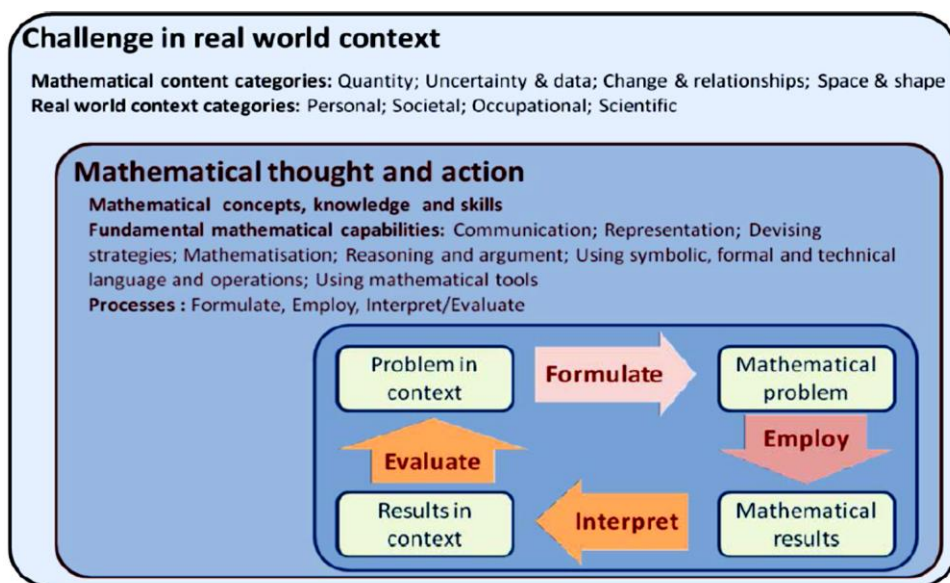 Challenge in real world context
Mathematical content categories: Quantity; Uncertainty & data; Change & relationships; Space & shape
Real world context categories: Personal; Societal; Occupational; Scientific
Mathematical thought and action
Mathematical concepts, knowledge and skills
Fundamental mathematical capabilities: Communication; Representation; Devising
strategies; Mathematisation; Reasoning and argument; Using symbolic, formal and technical
language and operations; Using mathematical tools
Processes : Formulate, Employ, Interpret/Evaluate
Problem in
context
Formulate
Mathematical
problem
Evaluate
Employ
Results in
context
Interpret
Mathematical
results